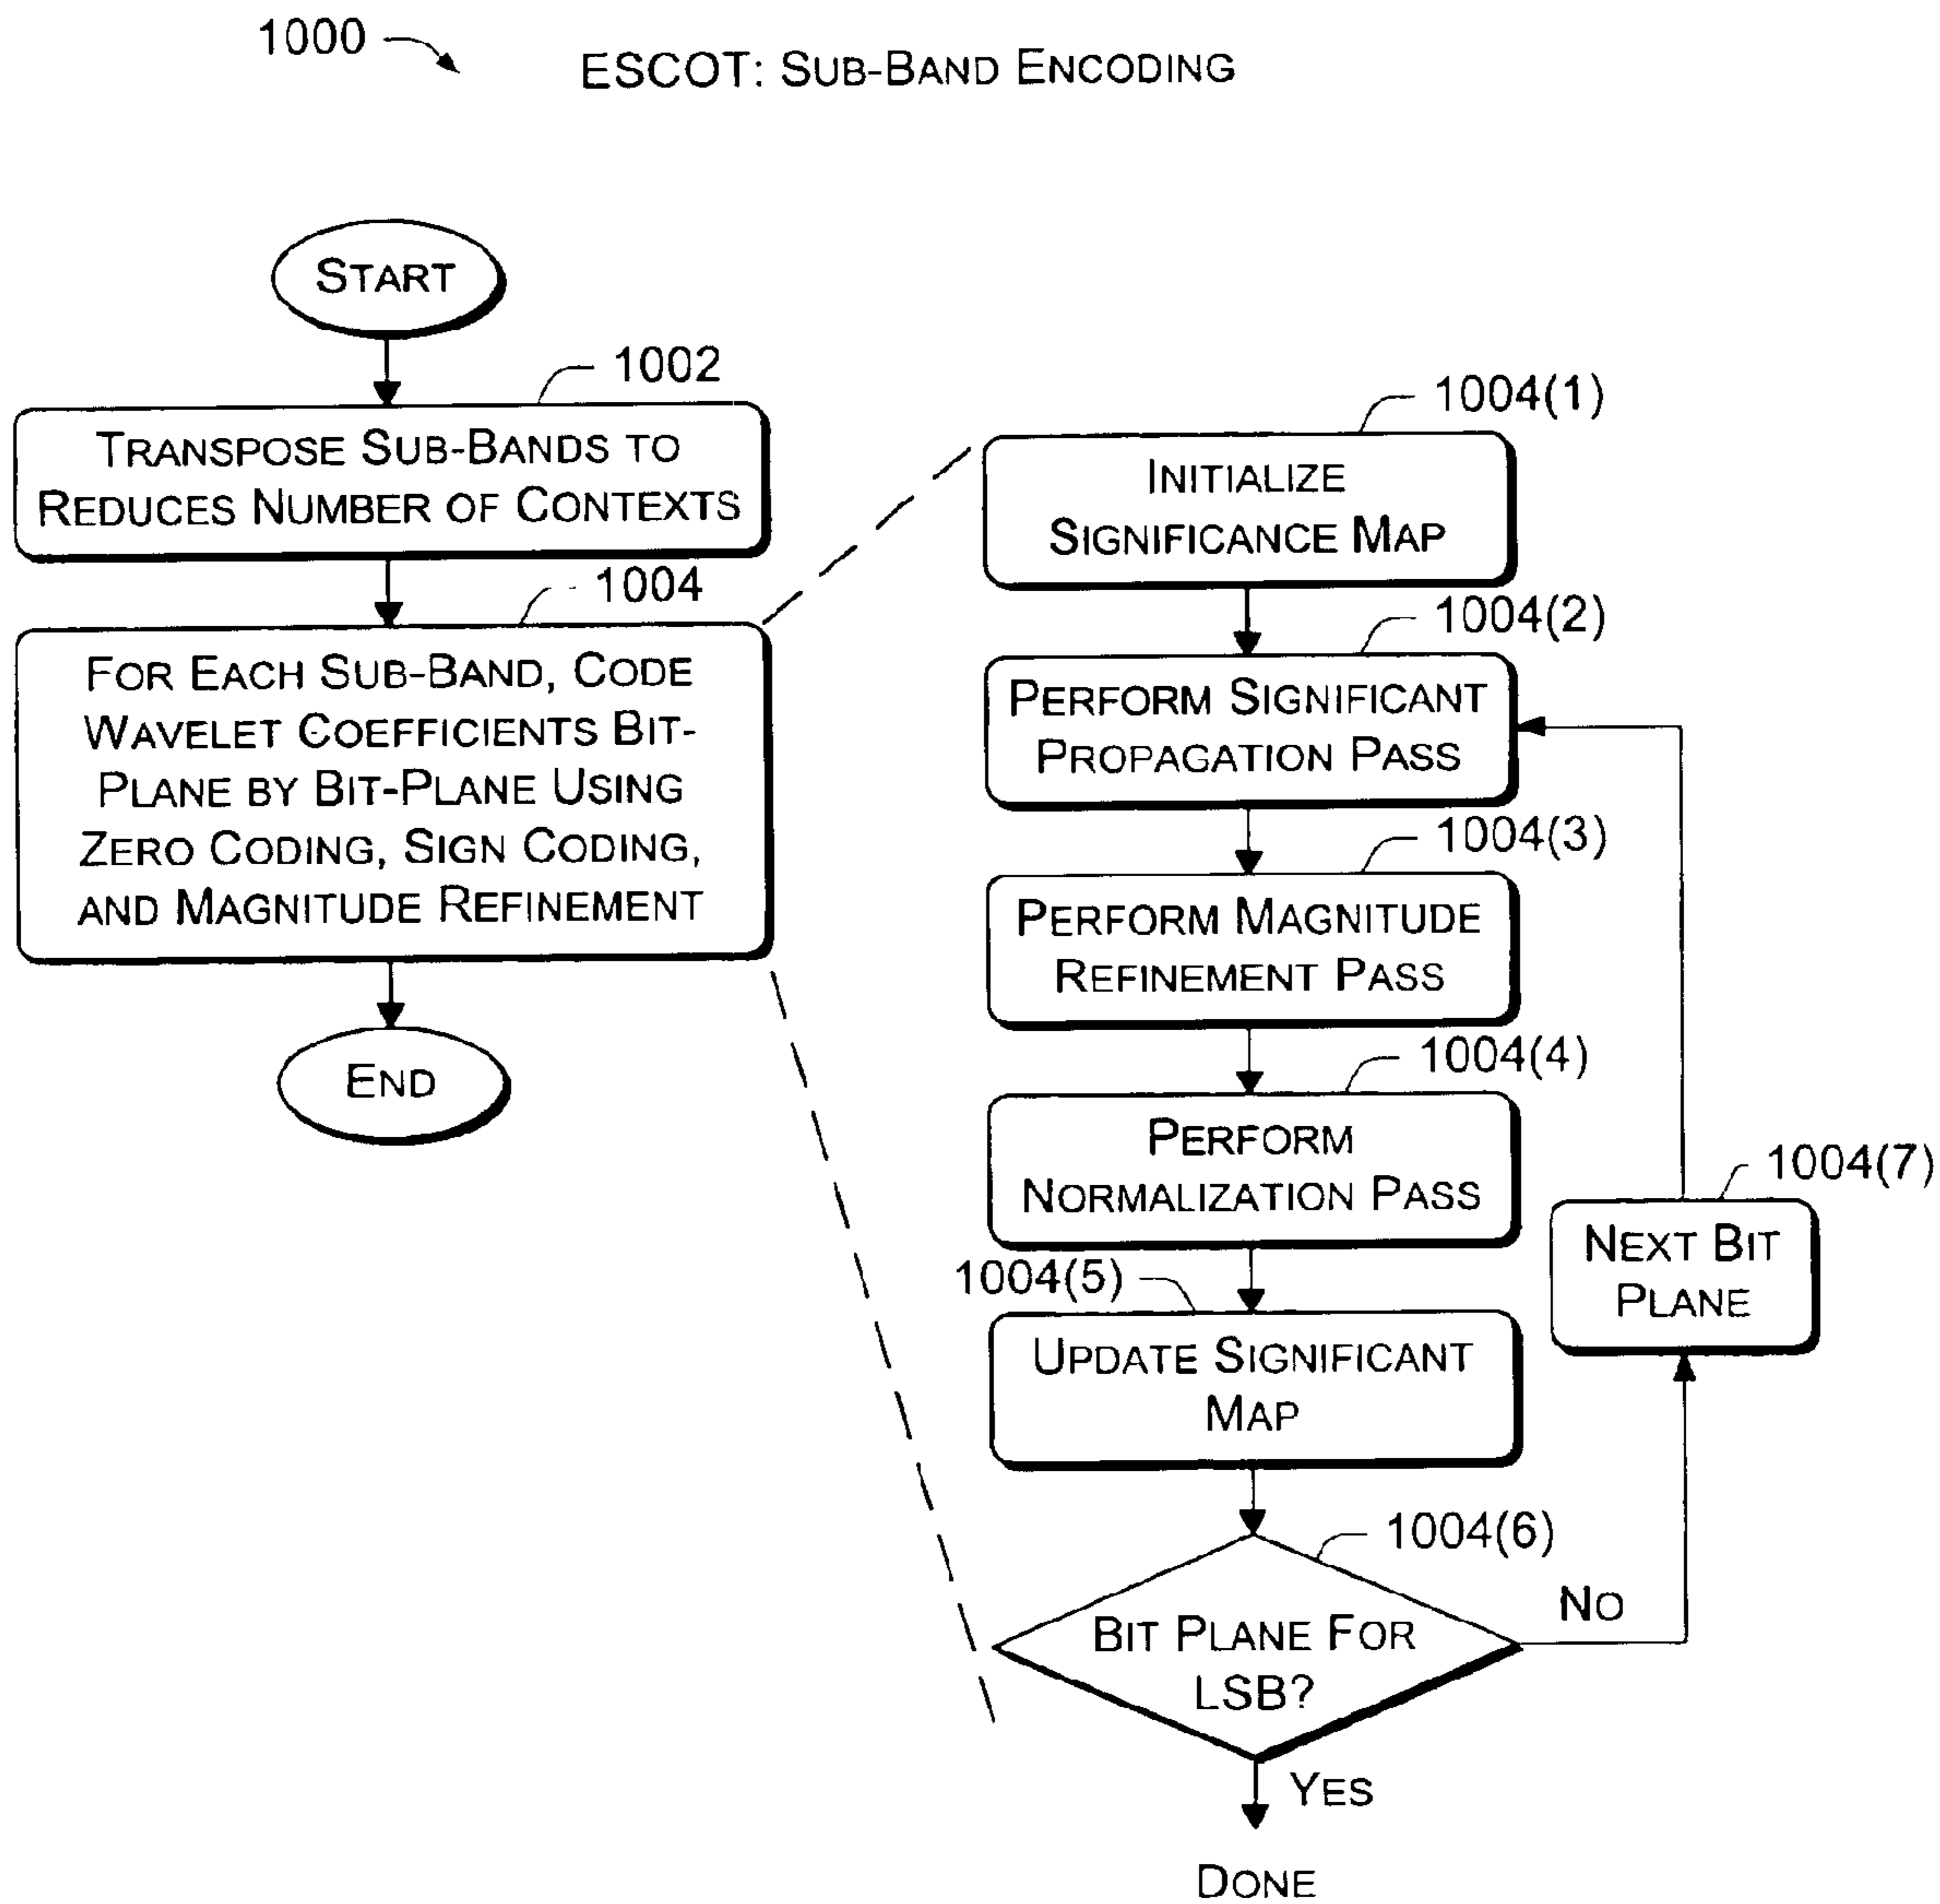 1000
ESCOT: SUB-BAND ENCODING
START
1002
TRANSPOSE SUB-BANDS TO
REDUCES NUMBER OF CONTEXTS
1004
FOR EACH SUB-BAND, CODE
WAVELET COEFFICIENTS BIT-
PLANE BY BIT-PLANE USING
ZERO CODING, SIGN CODING,
AND MAGNITUDE REFINEMENT
END
1004(1)
INITIALIZE
SIGNIFICANCE MAP
1004(2)
PERFORM SIGNIFICANT
PROPAGATION PASS
1004(3)
PERFORM MAGNITUDE
REFINEMENT PASS
1004(4)
PERFORM
NORMALIZATION PASS
1004(5)
UPDATE SIGNIFICANT
MAP
1004(6)
BIT PLANE FOR
LSB?
NO
1004(7)
NEXT BIT
PLANE
YES
DONE